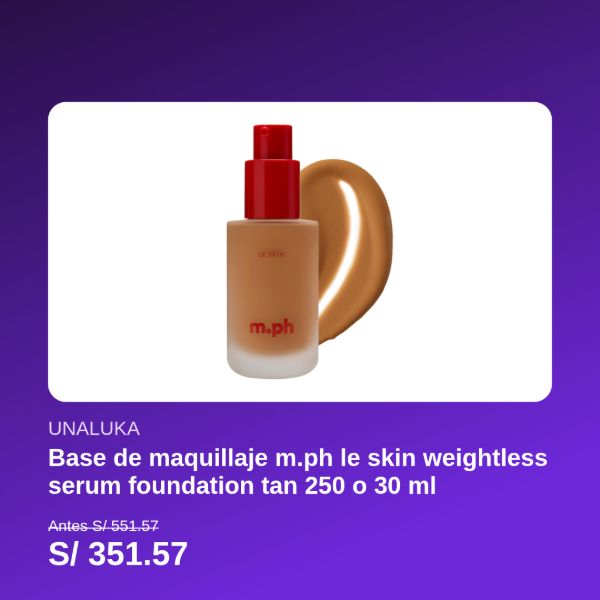 LE SKIN
m.ph
UNALUKA
Base de maquillaje m.ph le skin weightless
serum foundation tan 250 o 30 ml
Antes S/ 551.57
S/ 351.57